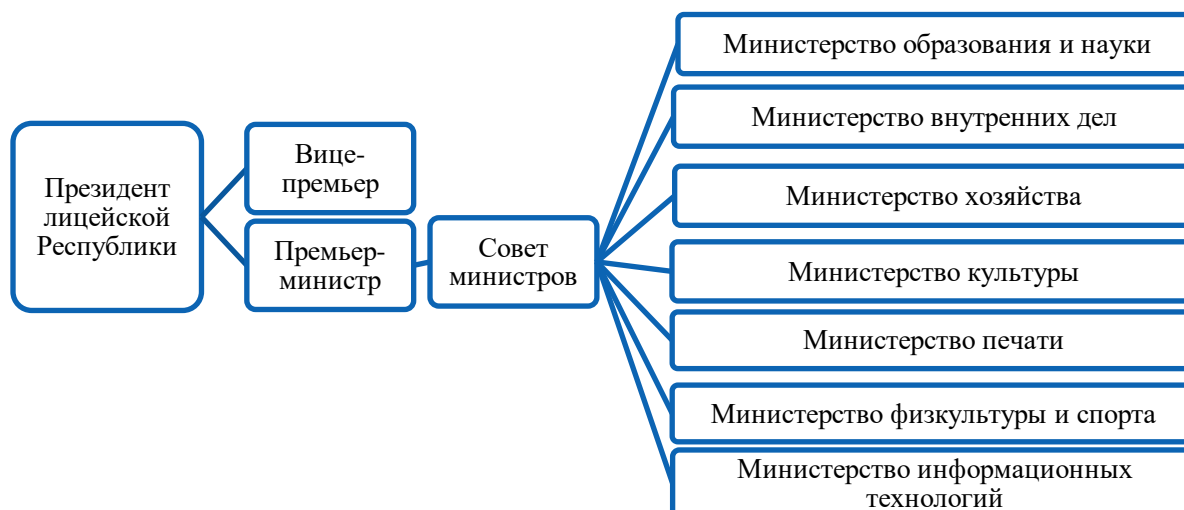 Президент
лицейской
Республики
Вице-
премьер
Премьер-
министр
Совет
министров
Министерство образования и науки
Министерство внутренних дел
Министерство хозяйства
Министерство культуры
Министерство печати
Министерство физкультуры и спорта
Министерство информационных
технологий